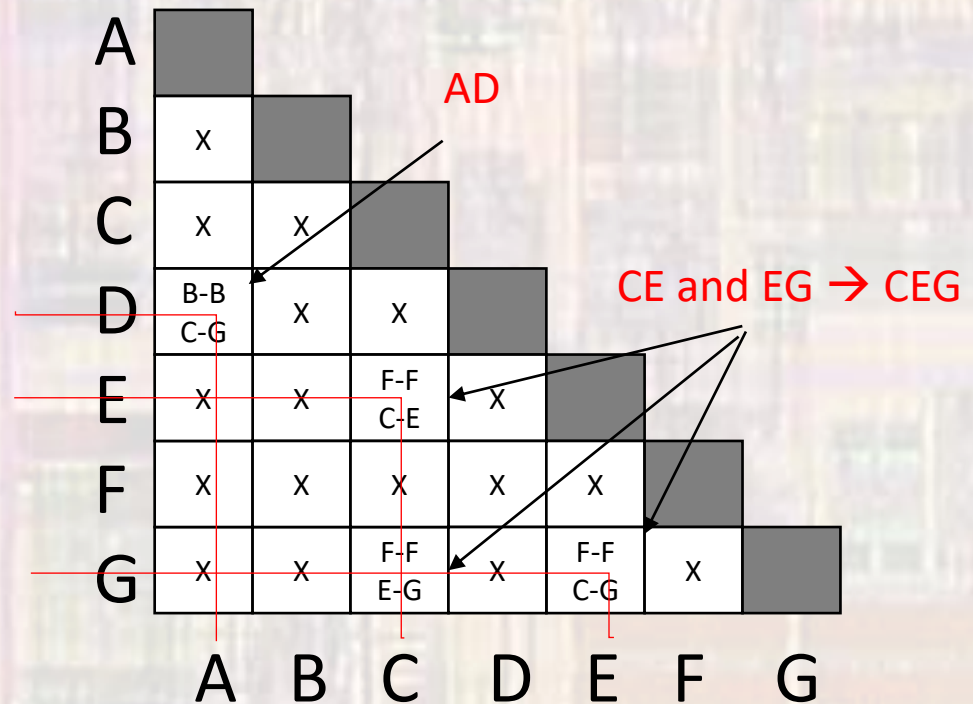 A
AD
B X
C X X
D B-B X X
C-G
CE and EG → CEG
E X X F-F X
C-E
F X X X X X
G X X F-F X F-F X
E-G C-G
A B C D E F G